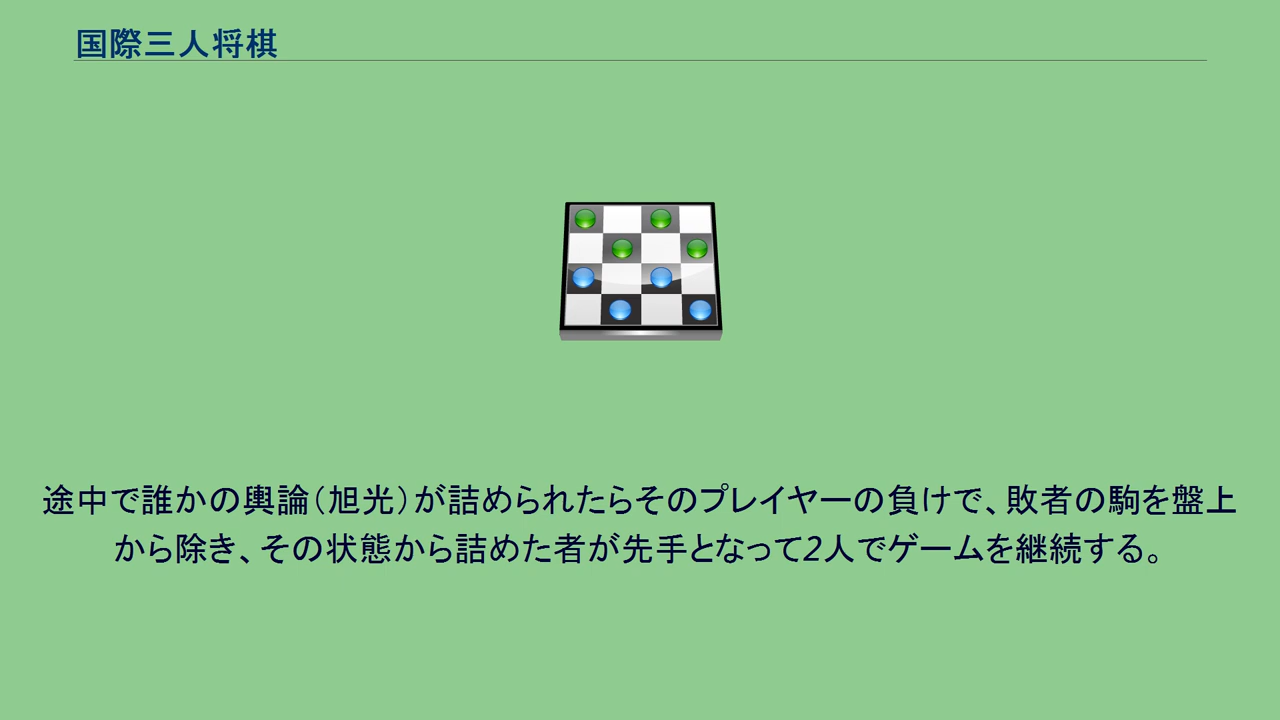 国際三人将棋
途中で誰かの輿論（旭光）が詰められたらそのプレイヤーの負けで、敗者の駒を盤上
から除き、その状態から詰めた者が先手となって2人でゲームを継続する。